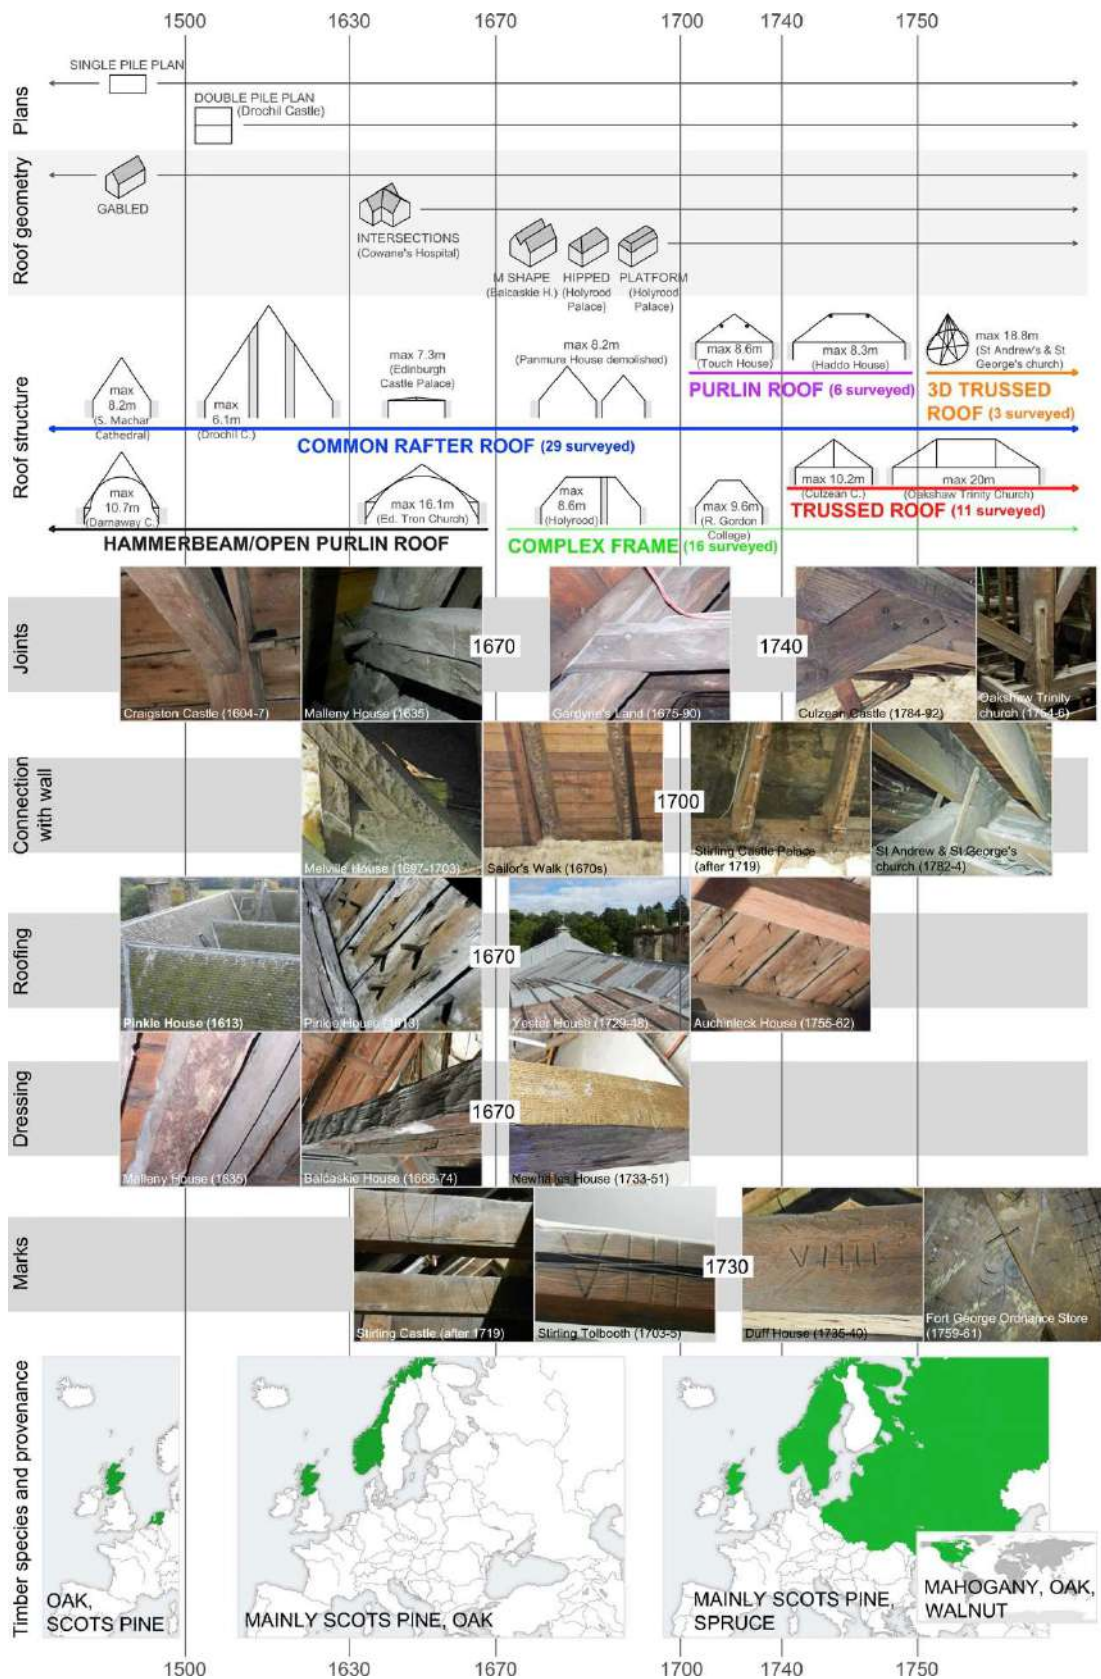 1500
1630
1670
1700
1740
1750
Plans
SINGLE PILE PLAN
DOUBLE PILE PLAN
(Drochil Castle)
Roof geometry
GABLED
INTERSECTIONS
(Cowane's Hospital)
M SHAPE
(Balcaskie H.)
HIPPED
(Holyrood
Palace)
PLATFORM
(Holyrood
Palace)
Roof structure
max
8.2m
(S. Machar
Cathedral)
max
6.1m
(Drochil C.)
max 7.3m
(Edinburgh
Castle Palace)
max 8.2m
(Panmure House demolished)
max 8.6m
(Touch House)
max 8.3m
(Haddo House)
max 18.8m
(St Andrew's & St
George's church)
PURLIN ROOF (6 surveyed)
3D TRUSSED
ROOF (3 surveyed)
COMMON RAFTER ROOF (29 surveyed)
max
10.7m
(Darnaway C.)
max 16.1m
(Ed. Tron Church)
max
8.6m
(Holyrood)
max 9.6m
(R. Gordon
College)
max 10.2m
(Culzean C.)
max 20m
(Oakshaw Trinity Church)
TRUSSED ROOF (11 surveyed)
HAMMERBEAM/OPEN PURLIN ROOF
COMPLEX FRAME (16 surveyed)
Joints
1670
1740
Craigston Castle (1604-7)
Malleny House (1635)
Gardyne's Land (1675-90)
Culzean Castle (1784-92)
Oakshaw Trinity
church (1754-6)
Connection
with wall
1700
Melville House (1697-1703)
Sailor's Walk (1670s)
Stirling Castle Palace
(after 1719)
St Andrew & St George's
church (1782-4)
Roofing
1670
Pinkie House (1613)
Pinkie House (1613)
Yester House (1729-48)
Auchinleck House (1755-62)
Dressing
1670
Malleny House (1635)
Balcaskie House (1668-74)
Newhailes House (1733-51)
Marks
1730
VIIII
Stirling Castle (after 1719)
Stirling Tolbooth (1703-5)
Duff House (1735-40)
Fort George Ordnance Store
(1759-61)
Timber species and provenance
OAK,
SCOTS PINE
MAINLY SCOTS PINE, OAK
MAINLY SCOTS PINE,
SPRUCE
MAHOGANY, OAK,
WALNUT
1500
1630
1670
1700
1740
1750